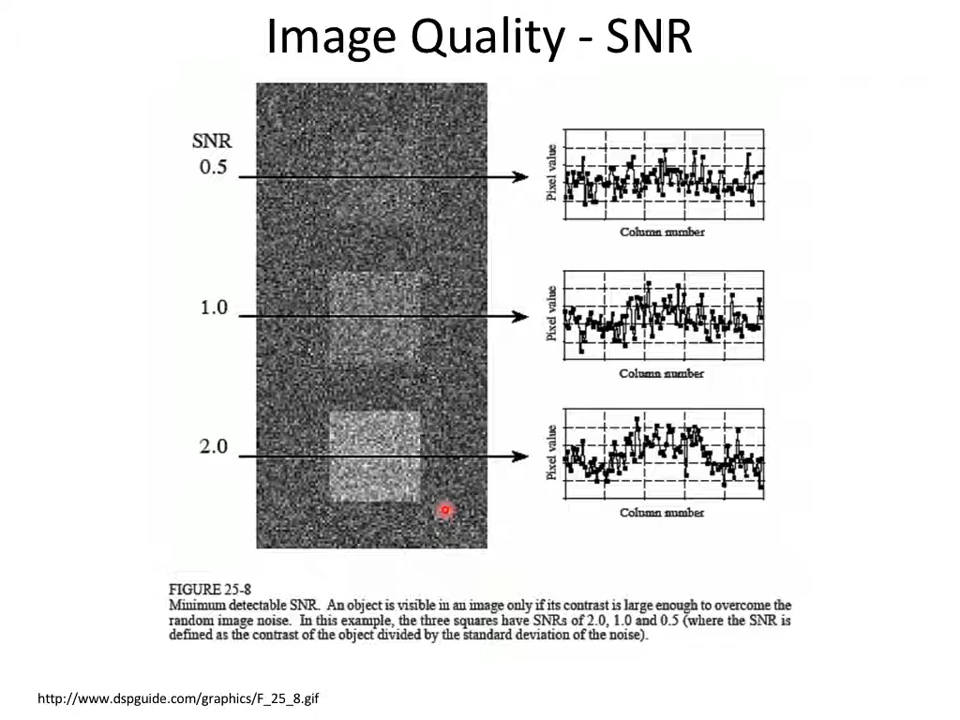 Image Quality - SNR
SNR
0.5
Pixel value
Column number
1.0
Pixel value
Column number
2.0
Pixel value
Column number
FIGURE 25-8
Minimum detectable SNR. An object is visible in an image only if its contrast is large enough to overcome the
random image noise. In this example, the three squares have SNRs of 2.0, 1.0 and 0.5 (where the SNR is
defined as the contrast of the object divided by the standard deviation of the noise).
http://www.dspguide.com/graphics/F_25_8.gif